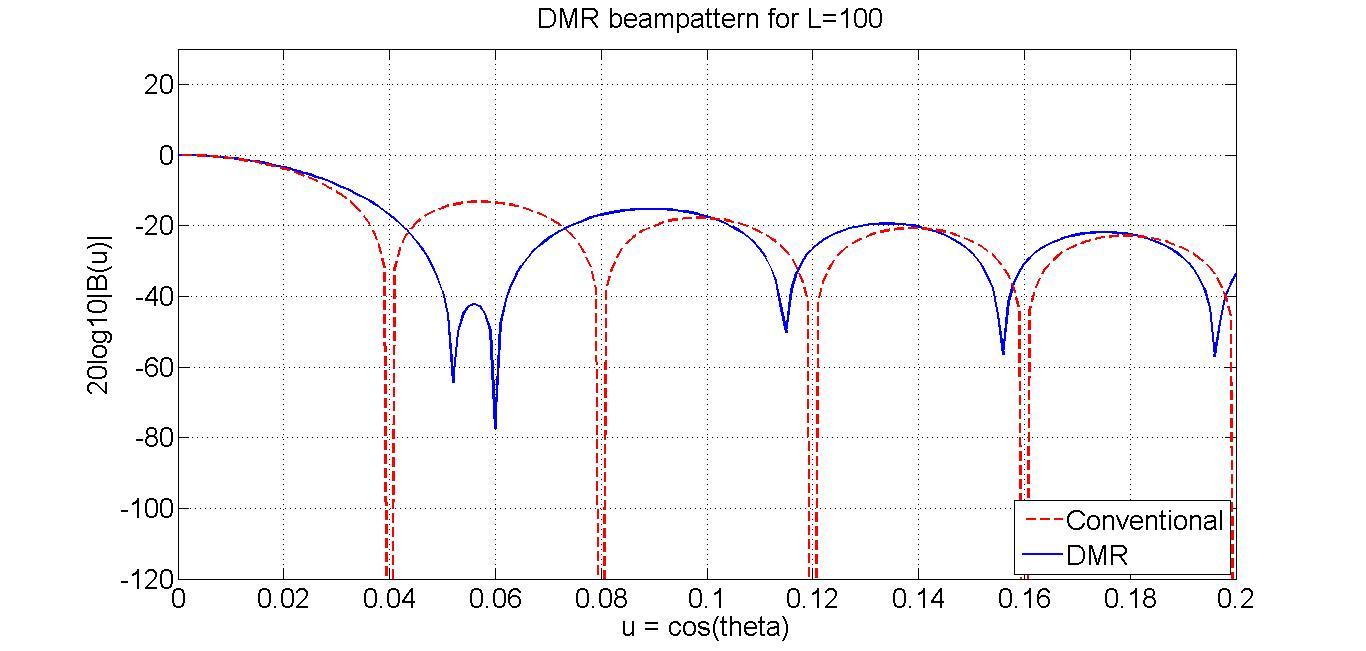 DMR beampattern for L=100
20
0
-20
-40
-60
-80
-100
-120
20log10|B(u)|
0 0.02 0.04 0.06 0.08 0.1 0.12 0.14 0.16 0.18 0.2
u = cos(theta)
Conventional
DMR